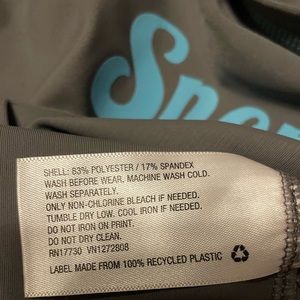 SHELL: 83% POLYESTER / 17% SPANDEX
WASH BEFORE WEAR. MACHINE WASH COLD.
WASH SEPARATELY.
ONLY NON-CHLORINE BLEACH IF NEEDED.
TUMBLE DRY LOW. COOL IRON IF NEEDED.
DO NOT IRON ON PRINT.
DO NOT DRY CLEAN.
RN17730 VN1272808
LABEL MADE FROM 100% RECYCLED PLASTIC